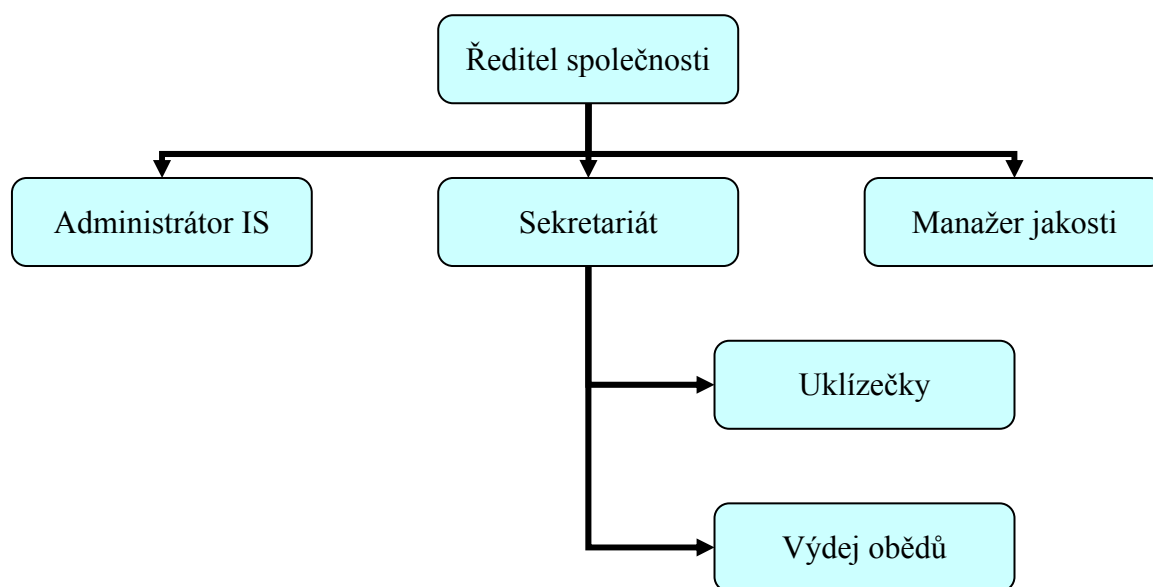 Ředitel společnosti
Administrátor IS
Sekretariát
Manažer jakosti
Uklízečky
Výdej obědů